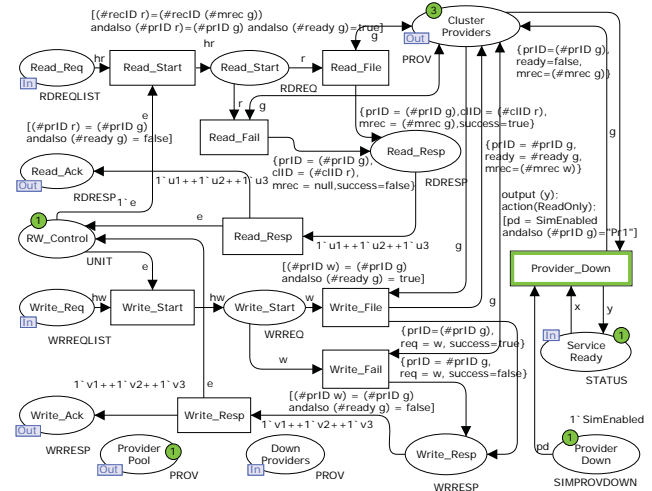 [(#recID r)=(#recID (#mrec g))
andalso (#prID r)=(#prID g) andalso (#ready g)=true]
3
Cluster
Providers
Out
PROV
hr
g
Read_Req
In
RDREQLIST
hr
Read_Start
Read_Start
RDREQ
r
Read_File
{prID=(#prID g),
ready=false,
mrec=(#mrec g)}
r
g
[(#prID r) = (#prID g)
andalso (#ready g) = false]
e
Read_Fail
{prID = (#prID g),clID = (#clID r),
mrec = (#mrec g),success=true}
Read_Resp
RDRESP
{prID = (#prID g),
clID = (#clID r),
mrec = null,success=false}
{prID = #prID g,
ready = #ready g,
mrec=(#mrec w)}
g
Read_Ack
Out
RDRESP
1`e
1`u1++1`u2++1`u3
output (y);
action(ReadOnly);
[pd = SimEnabled
andalso (#prID g)="Pr1"]
1
RW_Control
UNIT
e
Read_Resp
1`u1++1`u2++1`u3
g
Provider_Down
e
[(#prID w) = (#prID g)
andalso (#ready g) = true]
g
Write_Req
In
WRREQLIST
hw
Write_Start
hw
Write_Start
WRREQ
w
Write_File
x
y
In
1
Service
Ready
STATUS
{prID=(#prID g),
req = w, success=true}
w
Write_Fail
{prID = #prID g,
req = w, success=false}
1`v1++1`v2++1`v3
e
[(#prID w) = (#prID g)
andalso (#ready g) = false]
Write_Ack
Out
WRRESP
Write_Resp
1`v1++1`v2++1`v3
1`SimEnabled
Provider
Pool
1
Out
PROV
Down
Providers
In
PROV
Write_Resp
WRRESP
pd
1
Provider
Down
SIMPROVDOWN